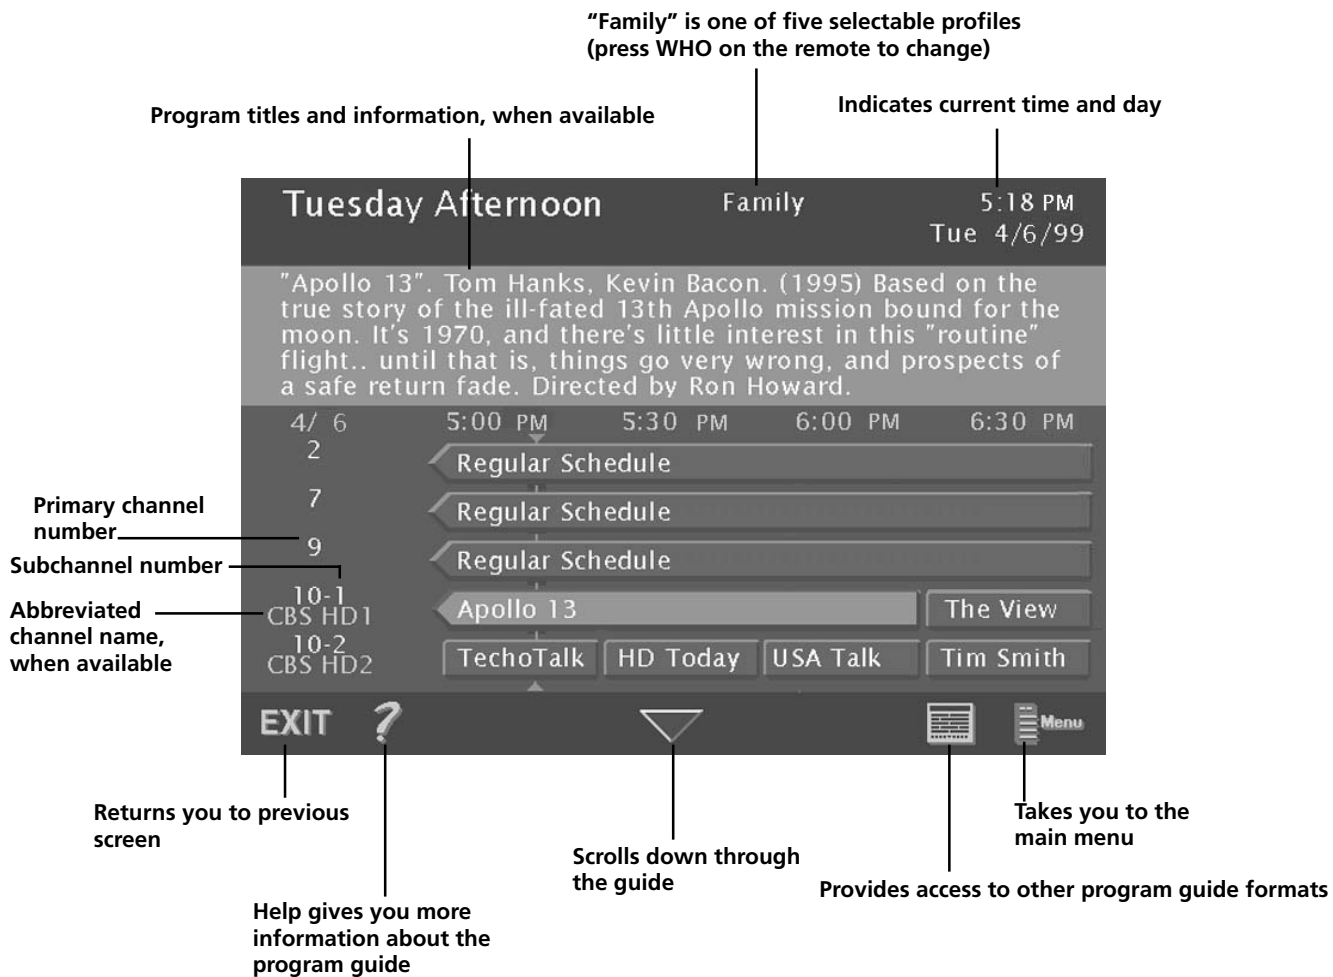 “Family” is one of five selectable profiles
(press WHO on the remote to change)
Indicates current time and day
Program titles and information, when available
Tuesday Afternoon
Family
5:18 PM
Tue 4/6/99
"Apollo 13". Tom Hanks, Kevin Bacon. (1995) Based on the
true story of the ill-fated 13th Apollo mission bound for the
moon. It's 1970, and there's little interest in this "routine"
flight.. until that is, things go very wrong, and prospects of
a safe return fade. Directed by Ron Howard.
4/ 6 5:00 PM 5:30 PM 6:00 PM 6:30 PM
2 Regular Schedule
7 Regular Schedule
9 Regular Schedule
10-1
CBS HD1
Apollo 13 The View
10-2
CBS HD2
TechoTalk HD Today USA Talk Tim Smith
Primary channel
number
Subchannel number
Abbreviated
channel name,
when available
EXIT ? Menu
Returns you to previous
screen
Help gives you more
information about the
program guide
Scrolls down through
the guide
Takes you to the
main menu
Provides access to other program guide formats